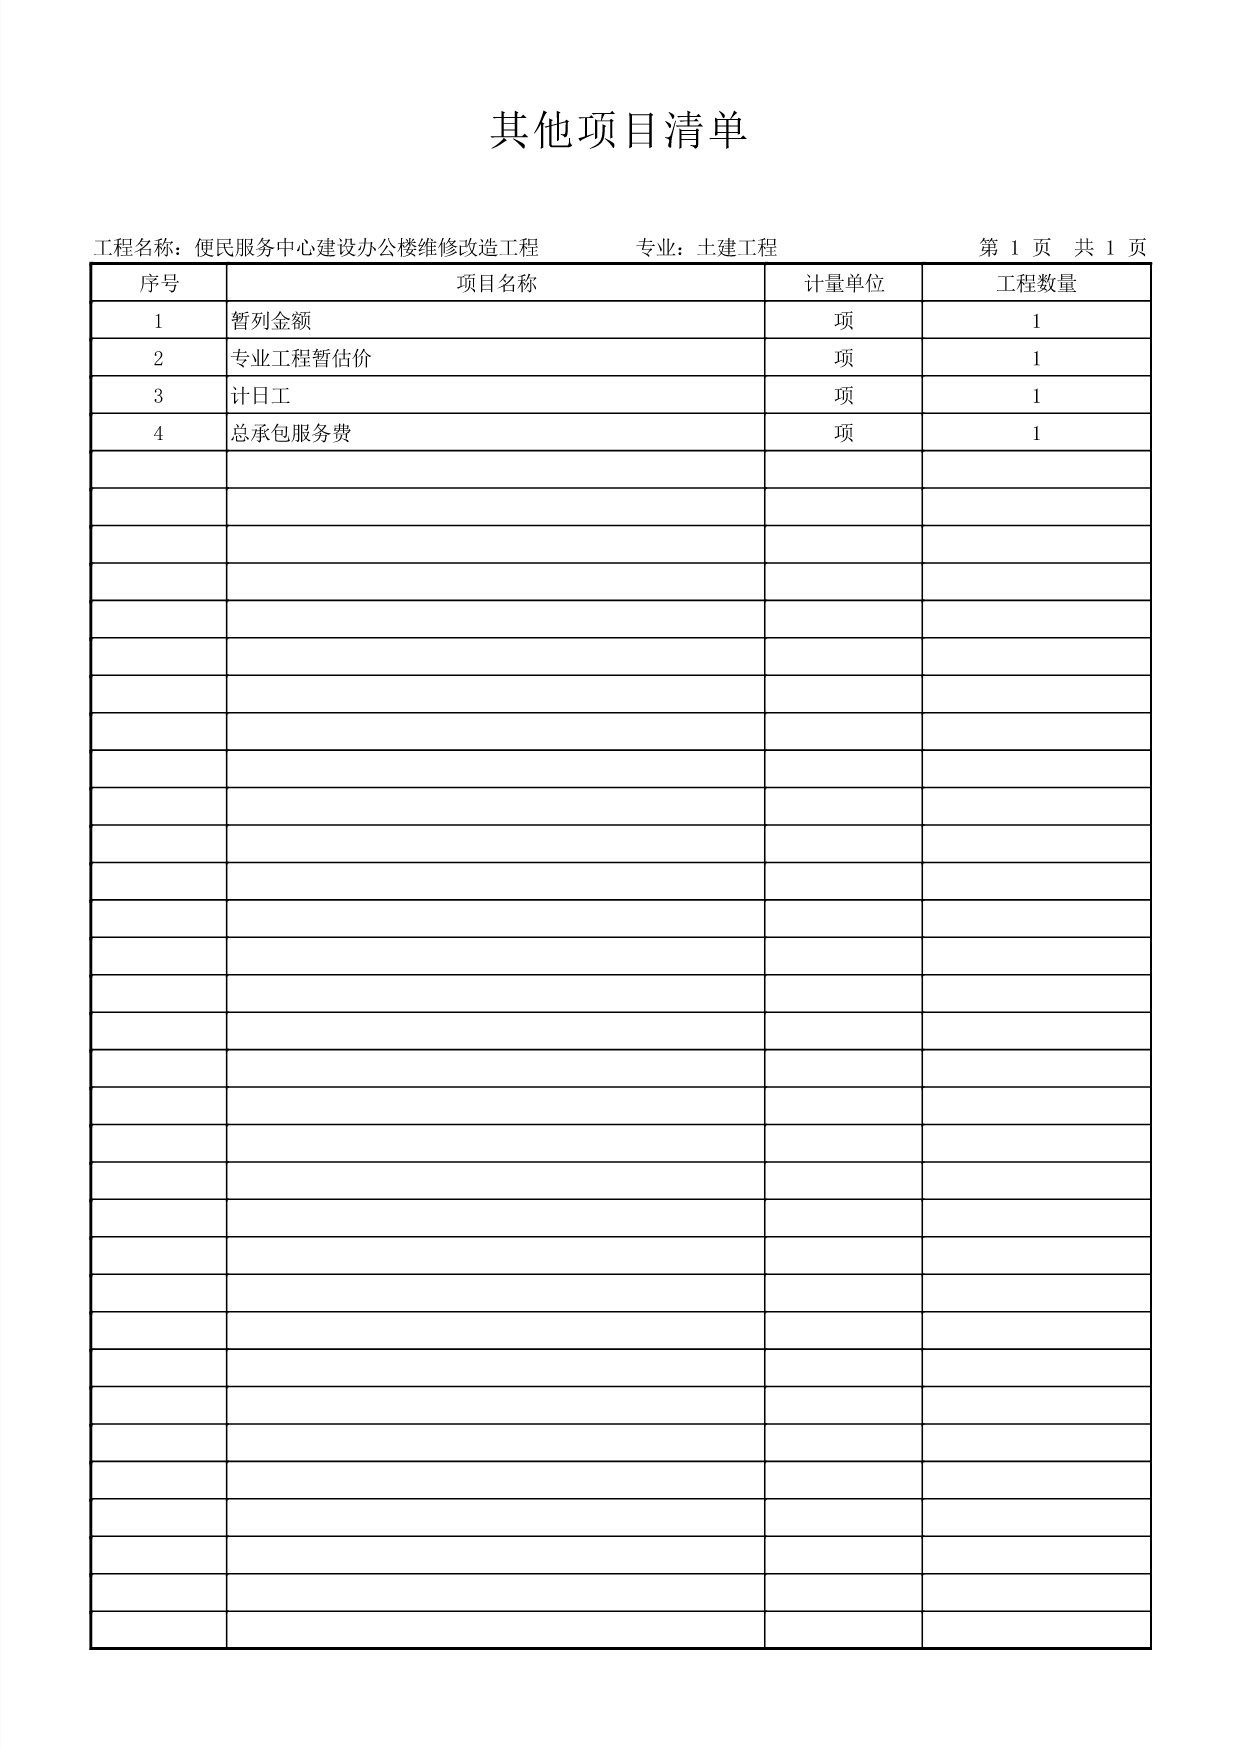 其他项目清单
工程名称：便民服务中心建设办公楼维修改造工程 专业：土建工程 第 1 页 共 1 页
序号 项目名称 计量单位 工程数量
1 暂列金额 项 1
2 专业工程暂估价 项 1
3 计日工 项 1
4 总承包服务费 项 1